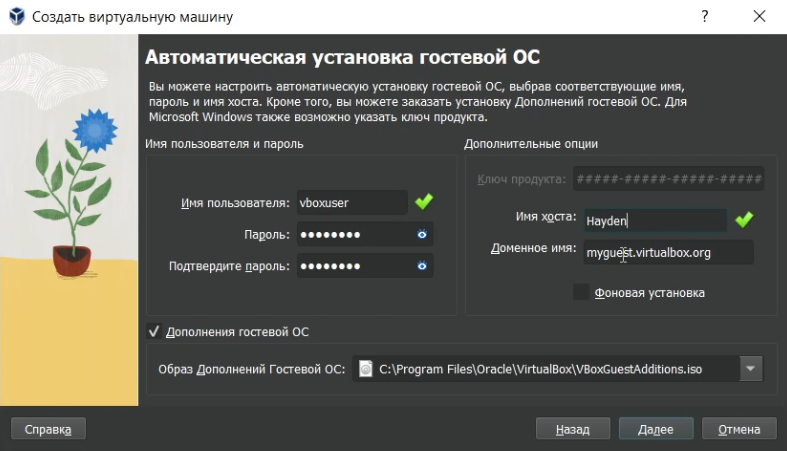 Создать виртуальную машину
?
Автоматическая установка гостевой ОС
Вы можете настроить автоматическую установку гостевой ОС, выбрав соответствующие имя,
пароль и имя хоста. Кроме того, вы можете заказать установку Дополнений гостевой ОС. Для
Microsoft Windows также возможно указать ключ продукта.
Имя пользователя и пароль
Имя пользователя: vboxuser
Пароль: ●●●●●●●●
Подтвердите пароль: ●●●●●●●●
Дополнительные опции
Ключ продукта: #####-#####-#####-#####
Имя хоста: Hayden
Доменное имя: myguest.virtualbox.org
Фоновая установка
Дополнения гостевой ОС
Образ Дополнений Гостевой ОС: C:\Program Files\Oracle\VirtualBox\VBoxGuestAdditions.iso
Справка Назад Далее Отмена